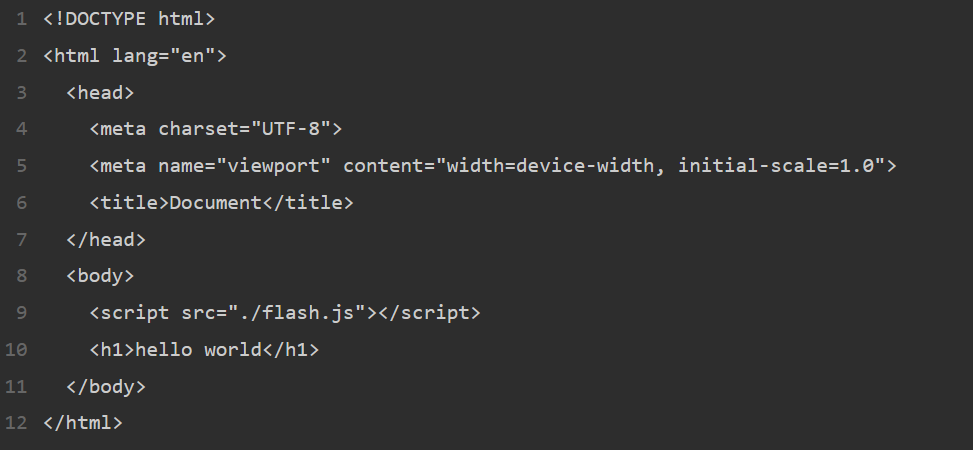 1 <!DOCTYPE html>
2 <html lang="en">
3   <head>
4     <meta charset="UTF-8">
5     <meta name="viewport" content="width=device-width, initial-scale=1.0">
6     <title>Document</title>
7   </head>
8   <body>
9     <script src="./flash.js"></script>
10     <h1>hello world</h1>
11   </body>
12 </html>